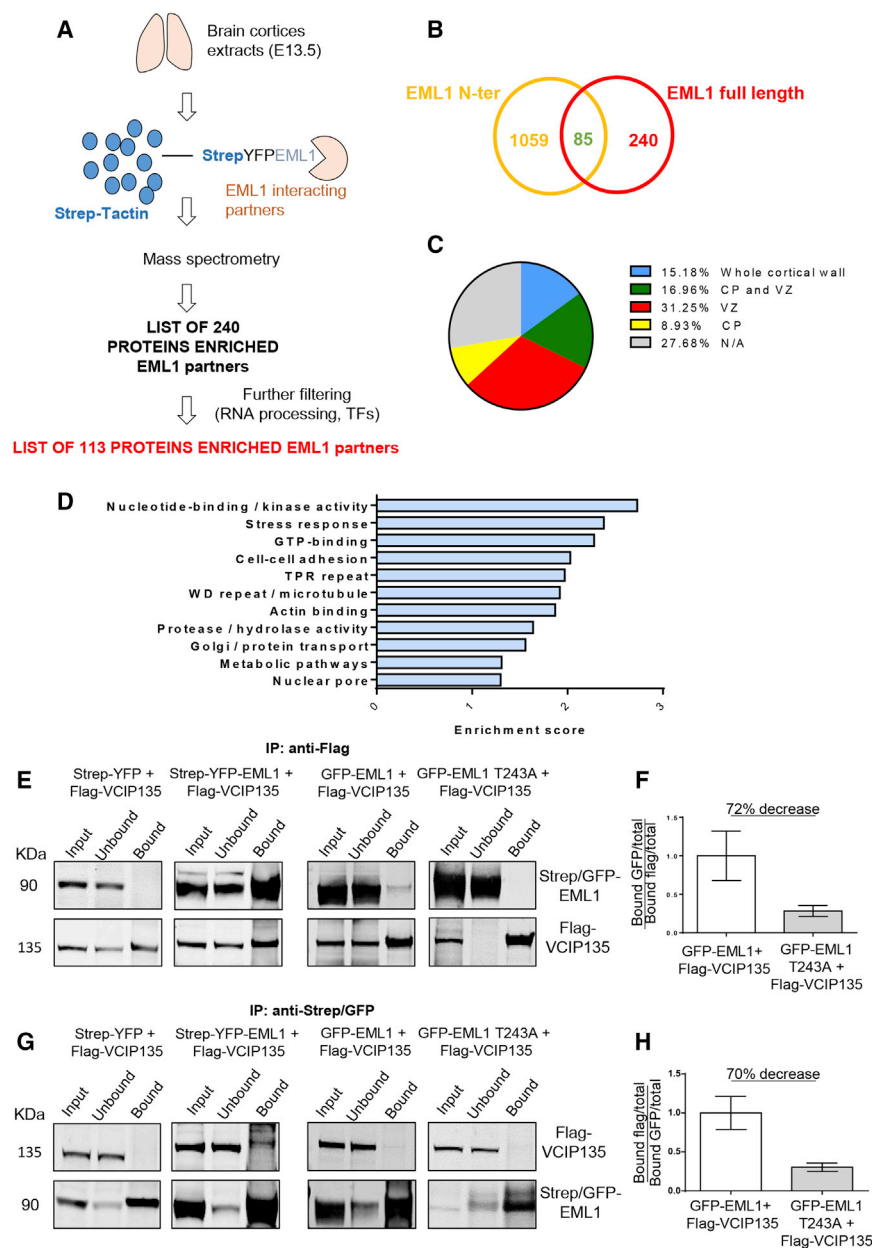 A
Brain cortices
extracts (E13.5)
StrepYFPEML1
EML1 interacting
partners
Strep-Tactin
Mass spectrometry
LIST OF 240
PROTEINS ENRICHED
EML1 partners
Further filtering
(RNA processing, TFs)
LIST OF 113 PROTEINS ENRICHED EML1 partners
B
EML1 N-ter
EML1 full length
1059
85
240
C
15.18% Whole cortical wall
16.96% CP and VZ
31.25% VZ
8.93% CP
27.68% N/A
D
Nucleotide-binding / kinase activity
Stress response
GTP-binding
Cell-cell adhesion
TPR repeat
WD repeat / microtubule
Actin binding
Protease / hydrolase activity
Golgi / protein transport
Metabolic pathways
Nuclear pore
0 1 2 3
Enrichment score
IP: anti-Flag
E
Strep-YFP +
Flag-VCIP135
Strep-YFP-EML1 +
Flag-VCIP135
GFP-EML1 +
Flag-VCIP135
GFP-EML1 T243A +
Flag-VCIP135
Input Unbound Bound
Input Unbound Bound
Input Unbound Bound
Input Unbound Bound
KDa
90
Strep/GFP-
EML1
135
Flag-
VCIP135
F
72% decrease
Bound GFP/total
Bound flag/total
1.5
1.0
0.5
0.0
GFP-EML1+
Flag-VCIP135
GFP-EML1
T243A +
Flag-VCIP135
IP: anti-Strep/GFP
G
Strep-YFP +
Flag-VCIP135
Strep-YFP-EML1 +
Flag-VCIP135
GFP-EML1 +
Flag-VCIP135
GFP-EML1 T243A +
Flag-VCIP135
Input Unbound Bound
Input Unbound Bound
Input Unbound Bound
Input Unbound Bound
KDa
135
Flag-
VCIP135
90
Strep/GFP-
EML1
H
70% decrease
Bound flag/total
Bound GFP/total
1.5
1.0
0.5
0.0
GFP-EML1+
Flag-VCIP135
GFP-EML1
T243A +
Flag-VCIP135